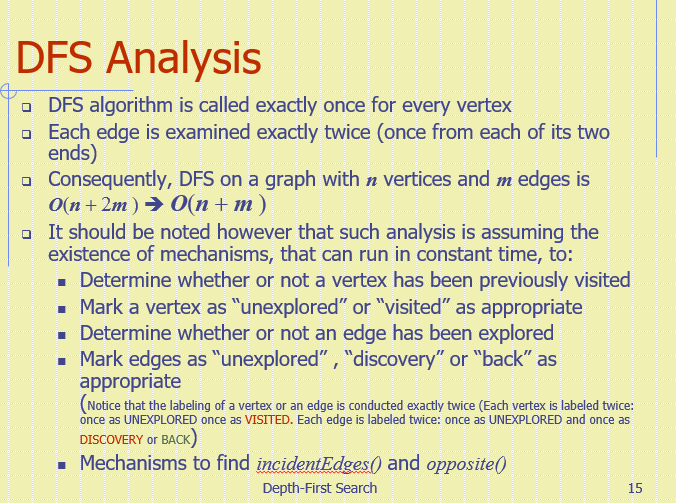 DFS Analysis
DFS algorithm is called exactly once for every vertex
Each edge is examined exactly twice (once from each of its two
ends)
Consequently, DFS on a graph with n vertices and m edges is
O(n + 2m ) ➔ O(n + m )
It should be noted however that such analysis is assuming the
existence of mechanisms, that can run in constant time, to:
Determine whether or not a vertex has been previously visited
Mark a vertex as “unexplored” or “visited” as appropriate
Determine whether or not an edge has been explored
Mark edges as “unexplored” , “discovery” or “back” as
appropriate
(Notice that the labeling of a vertex or an edge is conducted exactly twice (Each vertex is labeled twice:
once as UNEXPLORED once as VISITED. Each edge is labeled twice: once as UNEXPLORED and once as
DISCOVERY or BACK)
Mechanisms to find incidentEdges() and opposite()
Depth-First Search 15